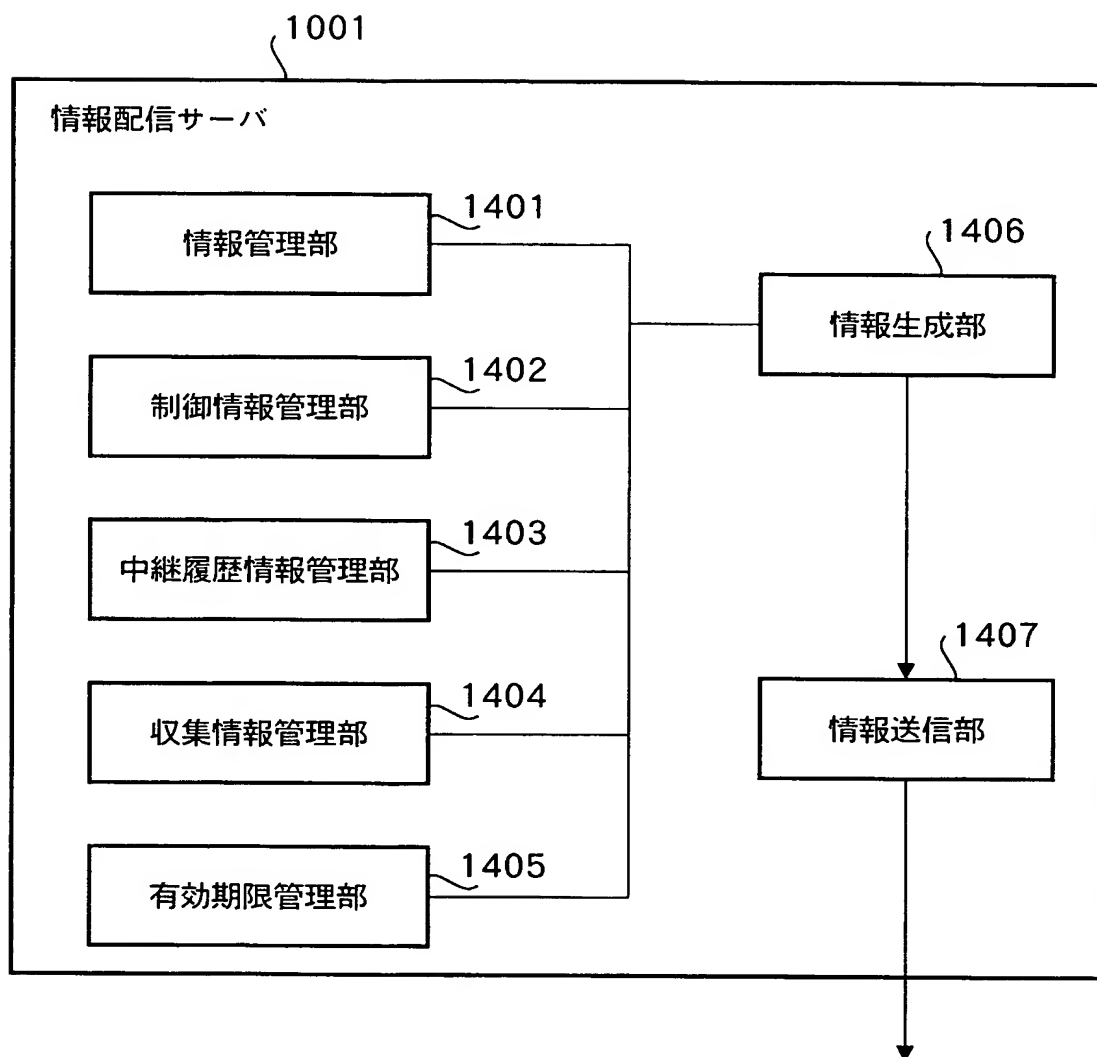 1001
情報配信サーバ
1401
情報管理部
1406
情報生成部
1402
制御情報管理部
1403
中継履歴情報管理部
1407
情報送信部
1404
収集情報管理部
1405
有効期限管理部